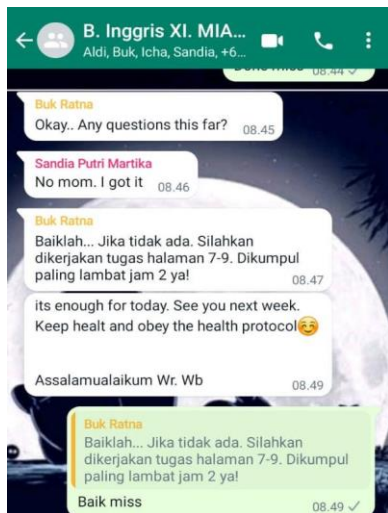 B. Inggris XI. MIA...
Aldi, Buk, Icha, Sandia, +6...
08.44
Buk Ratna
Okay.. Any questions this far? 08.45
Sandia Putri Martika
No mom. I got it 08.46
Buk Ratna
Baiklah... Jika tidak ada. Silahkan
dikerjakan tugas halaman 7-9. Dikumpul
paling lambat jam 2 ya! 08.47
its enough for today. See you next week.
Keep healt and obey the health protocol😊
Assalamualaikum Wr. Wb 08.49
Buk Ratna
Baiklah... Jika tidak ada. Silahkan
dikerjakan tugas halaman 7-9. Dikumpul
paling lambat jam 2 ya!
Baik miss 08.49